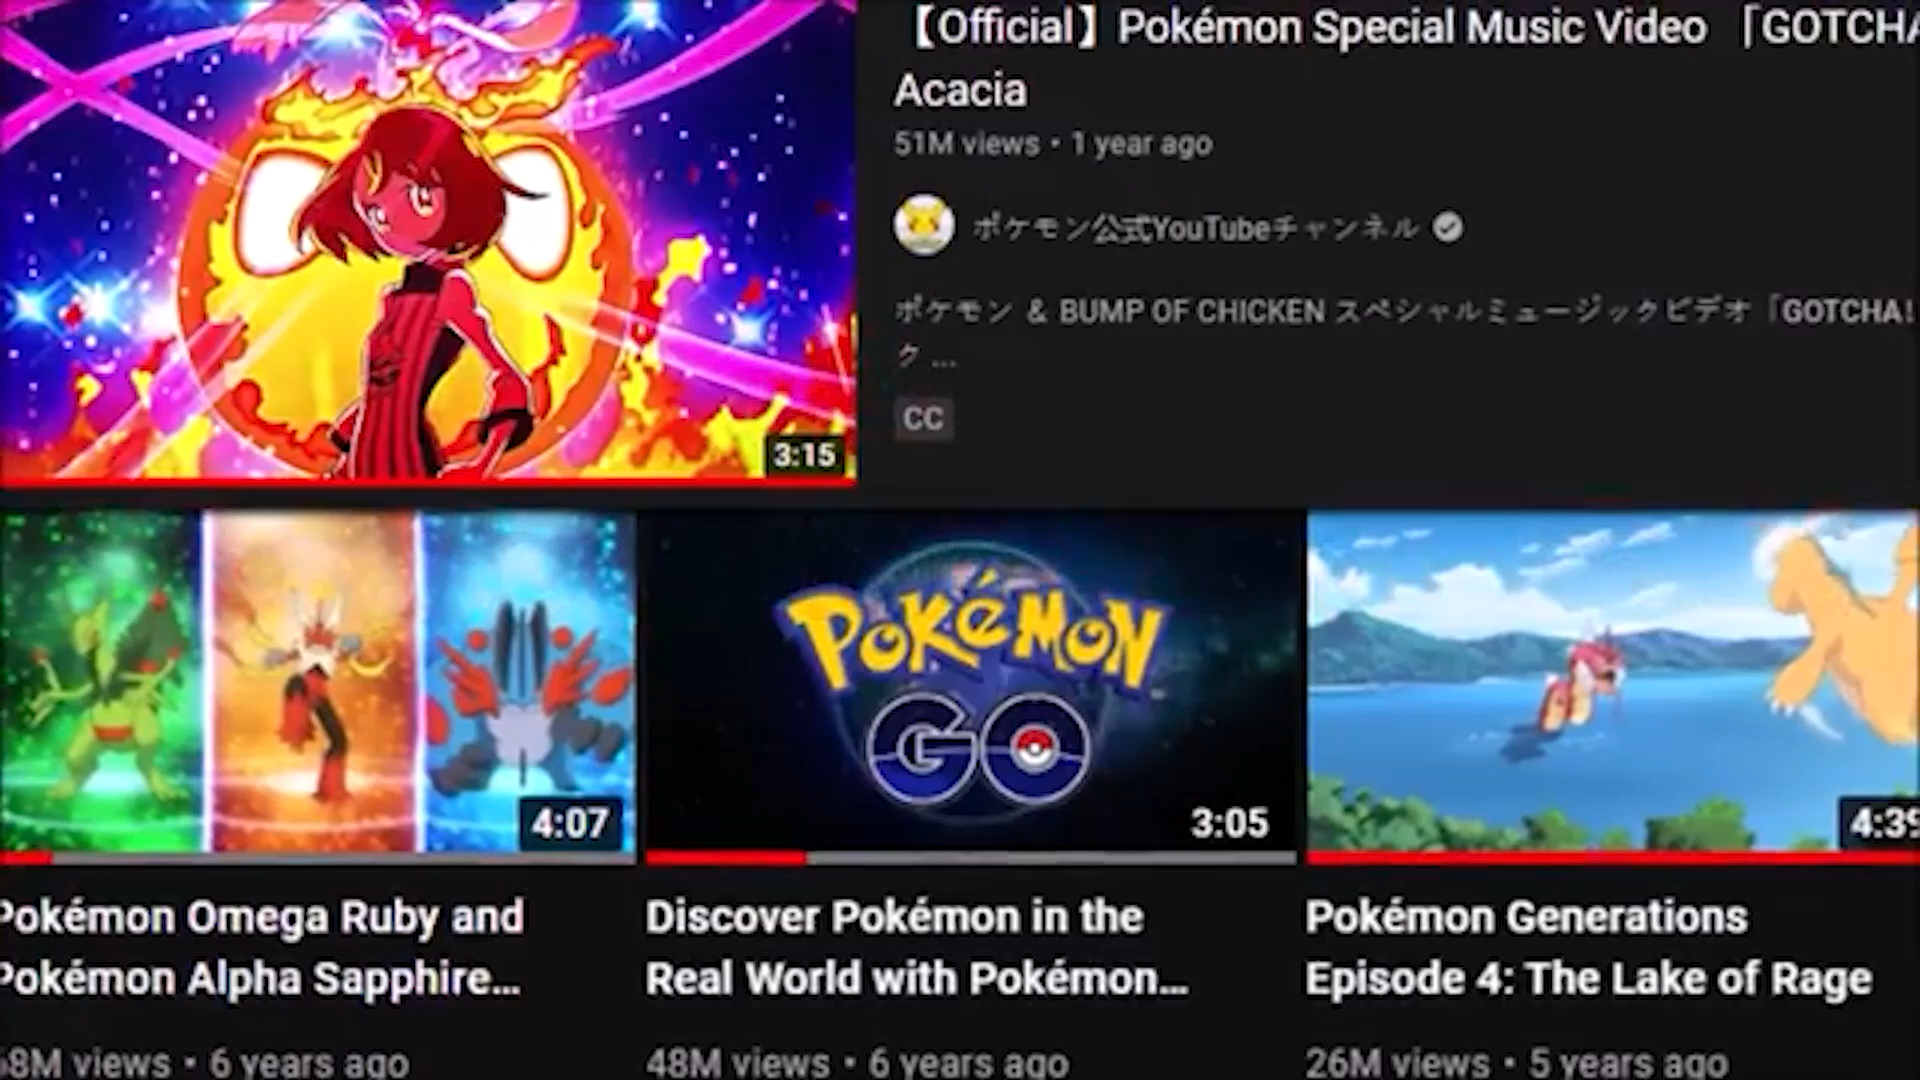 【Official】Pokémon Special Music Video 「GOTCHA
Acacia
51M views • 1 year ago
ポケモン公式YouTubeチャンネル
ポケモン & BUMP OF CHICKEN スペシャルミュージックビデオ「GOTCHA!
ク ...
CC
3:15
POKéMON
GO
4:07
3:05
4:39
Pokémon Omega Ruby and
Pokémon Alpha Sapphire...
68M views • 6 years ago
Discover Pokémon in the
Real World with Pokémon...
48M views • 6 years ago
Pokémon Generations
Episode 4: The Lake of Rage
26M views • 5 years ago